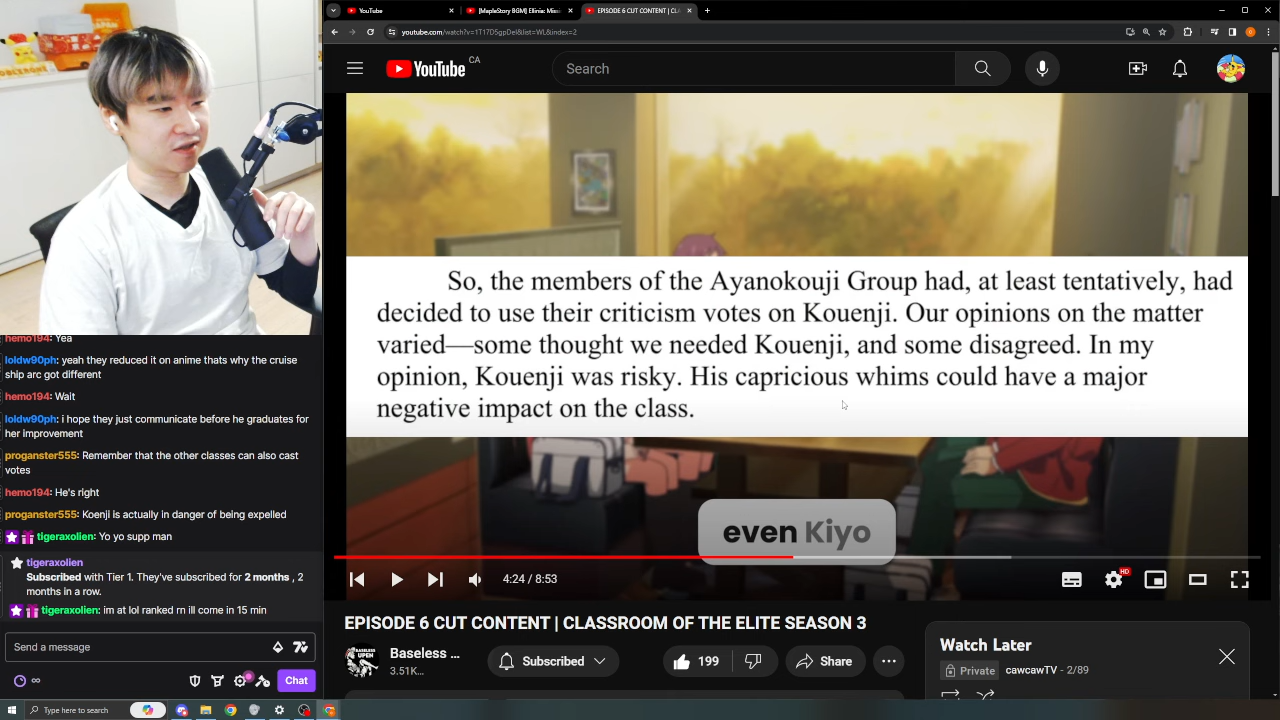 YouTube
[MapleStory BGM] Ellinia: Missi
EPISODE 6 CUT CONTENT | CLA
youtube.com/watch?v=1T17D5gpDeI&list=WL&index=2
YouTube CA
Search
So, the members of the Ayanokouji Group had, at least tentatively, had
decided to use their criticism votes on Kouenji. Our opinions on the matter
varied—some thought we needed Kouenji, and some disagreed. In my
opinion, Kouenji was risky. His capricious whims could have a major
negative impact on the class.
even Kiyo
4:24 / 8:53
HD
EPISODE 6 CUT CONTENT | CLASSROOM OF THE ELITE SEASON 3
Baseless ...
3.51K...
Subscribed
199
Share
Watch Later
Private
cawcawTV - 2/89
hemo194: Yea
loldw90ph: yeah they reduced it on anime thats why the cruise
ship arc got different
hemo194: Wait
loldw90ph: i hope they just communicate before he graduates for
her improvement
proganster555: Remember that the other classes can also cast
votes
hemo194: He's right
proganster555: Koenji is actually in danger of being expelled
tigeraxolien: Yo yo supp man
tigeraxolien
Subscribed with Tier 1. They've subscribed for 2 months , 2
months in a row.
tigeraxolien: im at lol ranked rn ill come in 15 min
Send a message
Chat
Type here to search